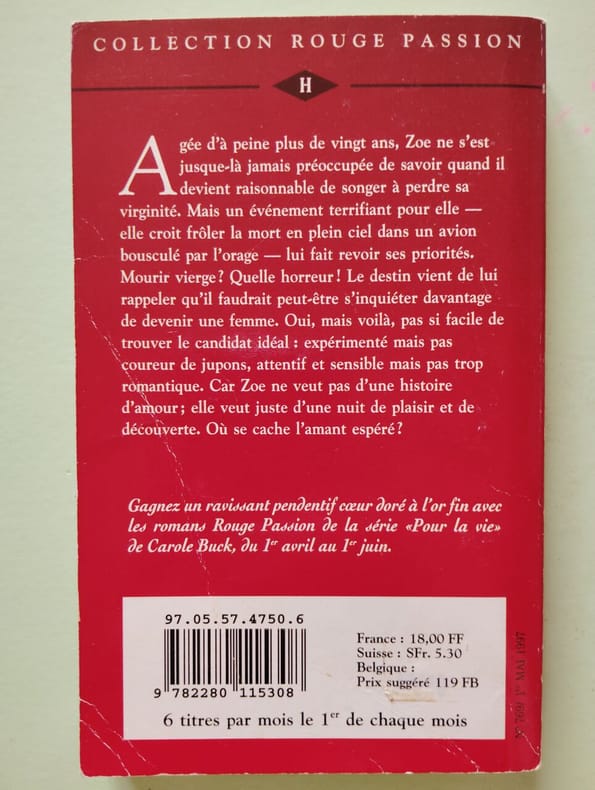 COLLECTION ROUGE PASSION
H
Agée d'à peine plus de vingt ans, Zoe ne s'est
jusque-là jamais préoccupée de savoir quand il
devient raisonnable de songer à perdre sa
virginité. Mais un événement terrifiant pour elle —
elle croit frôler la mort en plein ciel dans un avion
bousculé par l'orage — lui fait revoir ses priorités.
Mourir vierge ? Quelle horreur ! Le destin vient de lui
rappeler qu'il faudrait peut-être s'inquiéter davantage
de devenir une femme. Oui, mais voilà, pas si facile de
trouver le candidat idéal : expérimenté mais pas
coureur de jupons, attentif et sensible mais pas trop
romantique. Car Zoe ne veut pas d'une histoire
d'amour ; elle veut juste d'une nuit de plaisir et de
découverte. Où se cache l'amant espéré ?
Gagnez un ravissant pendentif cœur doré à l'or fin avec
les romans Rouge Passion de la série «Pour la vie»
de Carole Buck, du 1er avril au 1er juin.
97.05.57.4750.6
9 782280 115308
France : 18,00 FF
Suisse : SFr. 5.30
Belgique :
Prix suggéré 119 FB
6 titres par mois le 1er de chaque mois
N° 769/ 1er MAI 1997